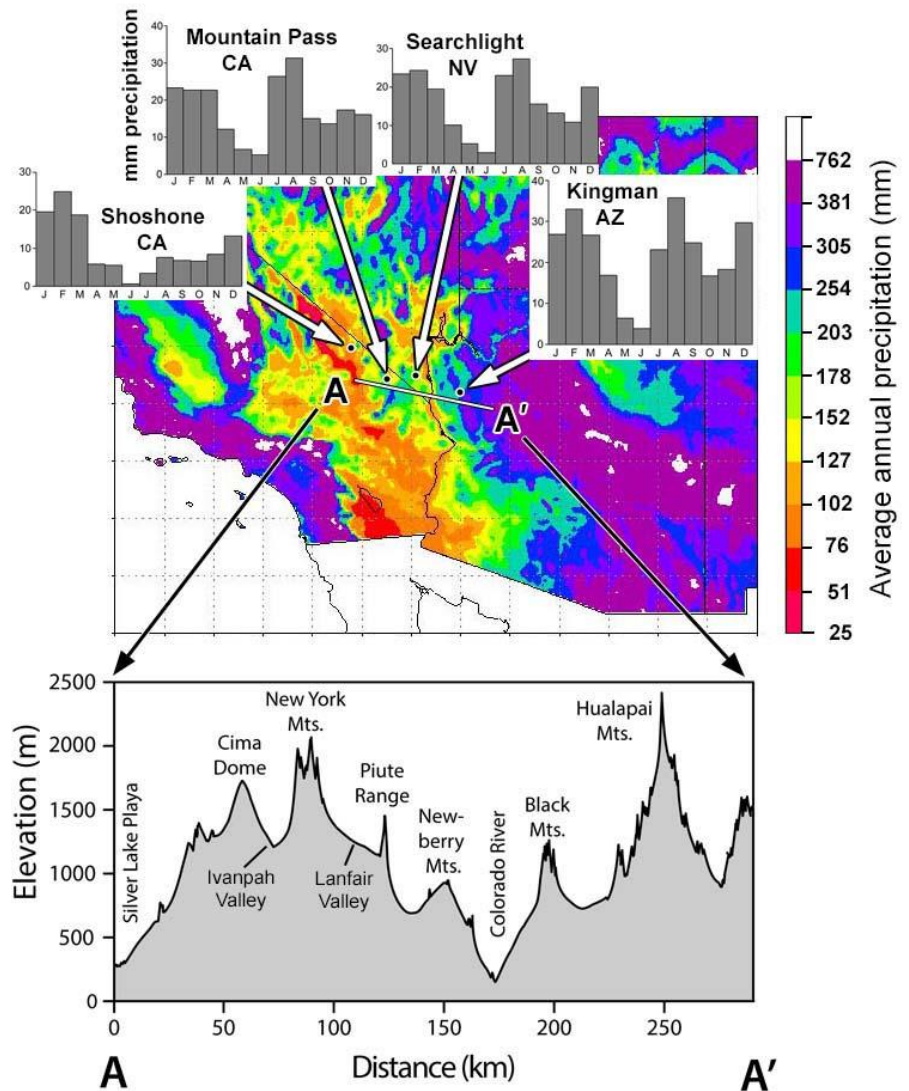 Mountain Pass
CA
mm precipitation
40
30
20
10
0
J F M A M J J A S O N D
Searchlight
NV
30
20
10
0
J F M A M J J A S O N D
Shoshone
CA
30
20
10
0
J F M A M J J A S O N D
Kingman
AZ
40
30
20
10
0
J F M A M J J A S O N D
A
A'
762
381
305
254
203
178
152
127
102
76
51
25
Average annual precipitation (mm)
Elevation (m)
2500
2000
1500
1000
500
0
Silver Lake Playa
Cima
Dome
New York
Mts.
Ivanpah
Valley
Lanfair
Valley
Piute
Range
New-
berry
Mts.
Colorado River
Black
Mts.
Hualapai
Mts.
0 50 100 150 200 250
A
Distance (km)
A'